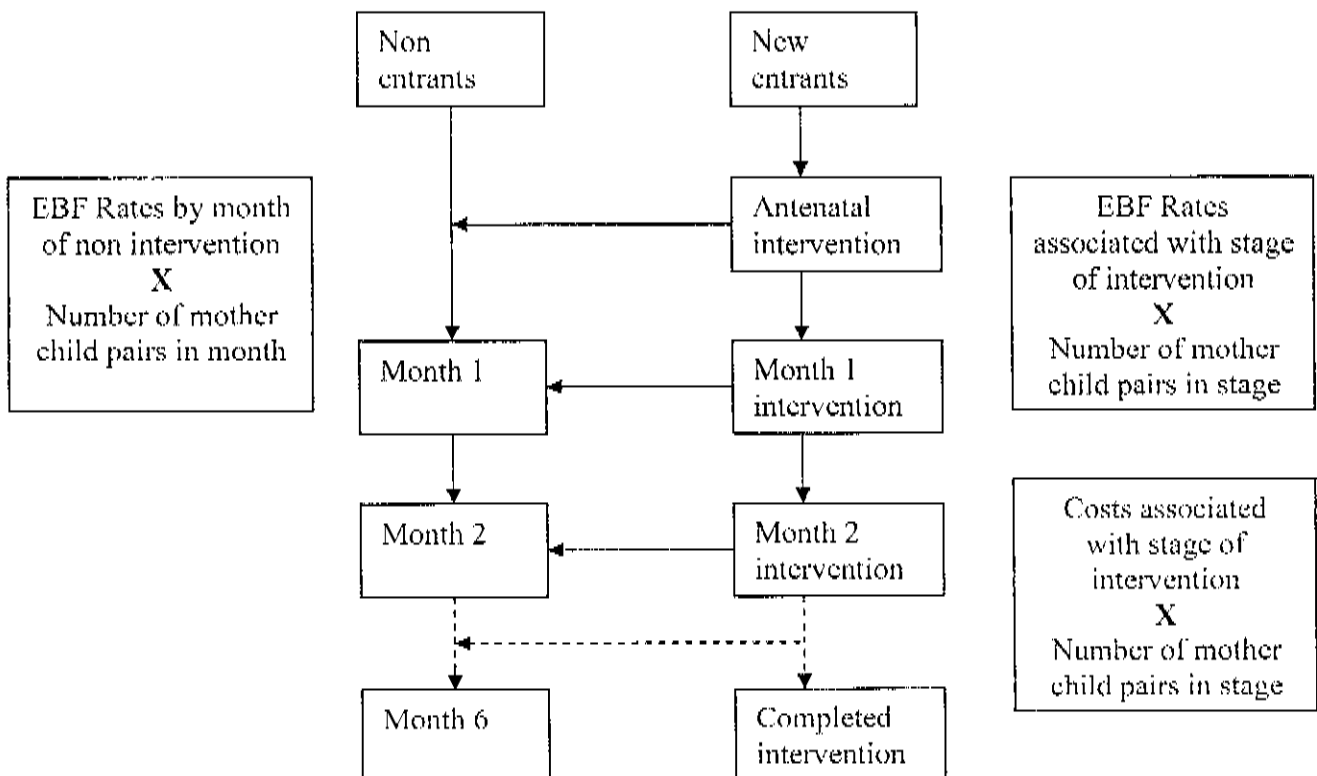 Non
entrants
New
entrants
EBF Rates by month
of non intervention
X
Number of mother
child pairs in month
Antenatal
intervention
EBF Rates
associated with stage
of intervention
X
Number of mother
child pairs in stage
Month 1
Month 1
intervention
Month 2
Month 2
intervention
Costs associated
with stage of
intervention
X
Number of mother
child pairs in stage
Month 6
Completed
intervention